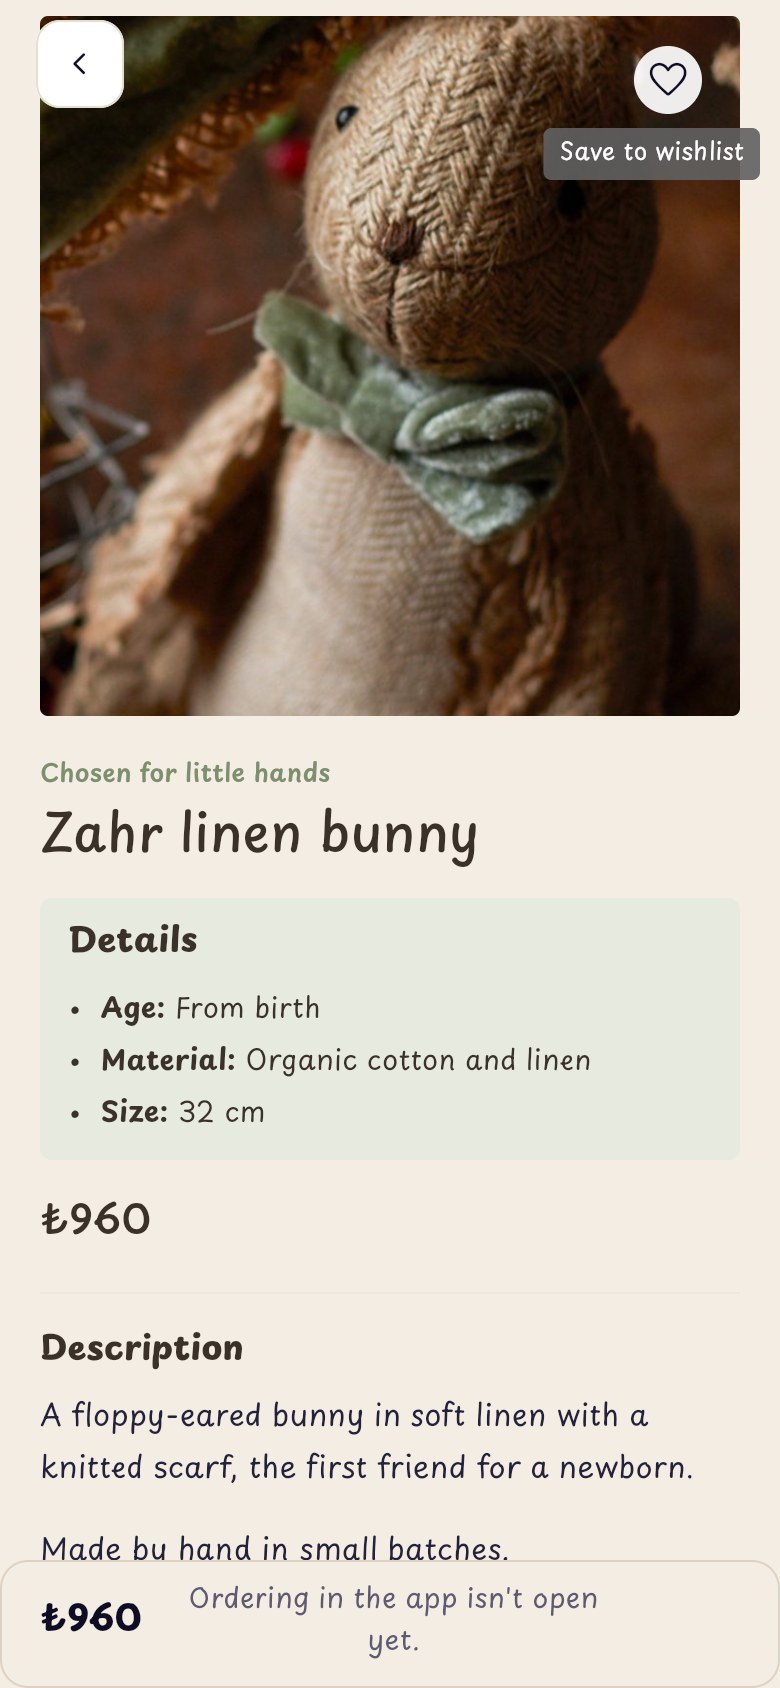 Save to wishlist
Chosen for little hands
Zahr linen bunny
Details
• Age: From birth
• Material: Organic cotton and linen
• Size: 32 cm
₺960
Description
A floppy-eared bunny in soft linen with a
knitted scarf, the first friend for a newborn.
Made by hand in small batches.
₺960
Ordering in the app isn't open
yet.